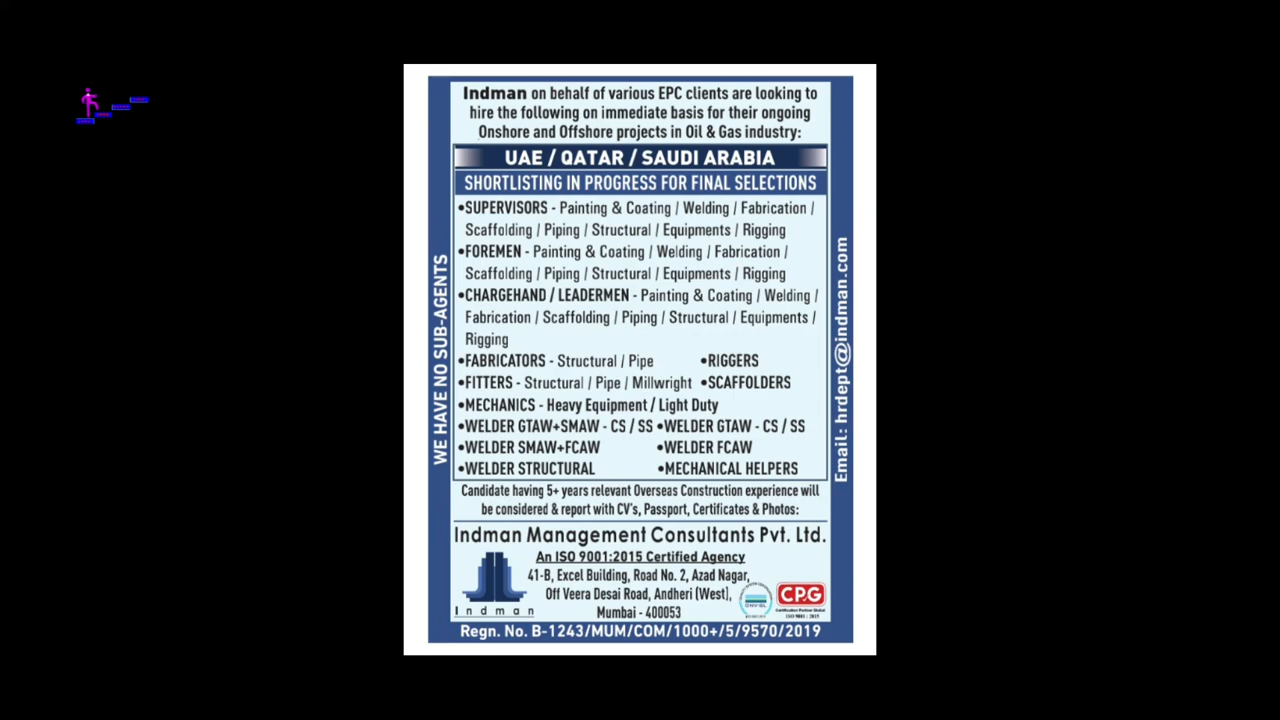 Indman on behalf of various EPC clients are looking to
hire the following on immediate basis for their ongoing
Onshore and Offshore projects in Oil & Gas industry:
UAE / QATAR / SAUDI ARABIA
SHORTLISTING IN PROGRESS FOR FINAL SELECTIONS
•SUPERVISORS - Painting & Coating / Welding / Fabrication /
Scaffolding / Piping / Structural / Equipments / Rigging
•FOREMEN - Painting & Coating / Welding / Fabrication /
Scaffolding / Piping / Structural / Equipments / Rigging
•CHARGEHAND / LEADERMEN - Painting & Coating / Welding /
Fabrication / Scaffolding / Piping / Structural / Equipments /
Rigging
•FABRICATORS - Structural / Pipe •RIGGERS
•FITTERS - Structural / Pipe / Millwright •SCAFFOLDERS
•MECHANICS - Heavy Equipment / Light Duty
•WELDER GTAW+SMAW - CS / SS •WELDER GTAW - CS / SS
•WELDER SMAW+FCAW •WELDER FCAW
•WELDER STRUCTURAL •MECHANICAL HELPERS
Candidate having 5+ years relevant Overseas Construction experience will
be considered & report with CV's, Passport, Certificates & Photos:
Indman Management Consultants Pvt. Ltd.
An ISO 9001:2015 Certified Agency
41-B, Excel Building, Road No. 2, Azad Nagar,
Off Veera Desai Road, Andheri (West),
Mumbai - 400053
Indman
DNV·GL
CPG
Certification Partner Global
ISO 9001 : 2015
Regn. No. B-1243/MUM/COM/1000+/5/9570/2019
WE HAVE NO SUB-AGENTS
Email: hrdept@indman.com